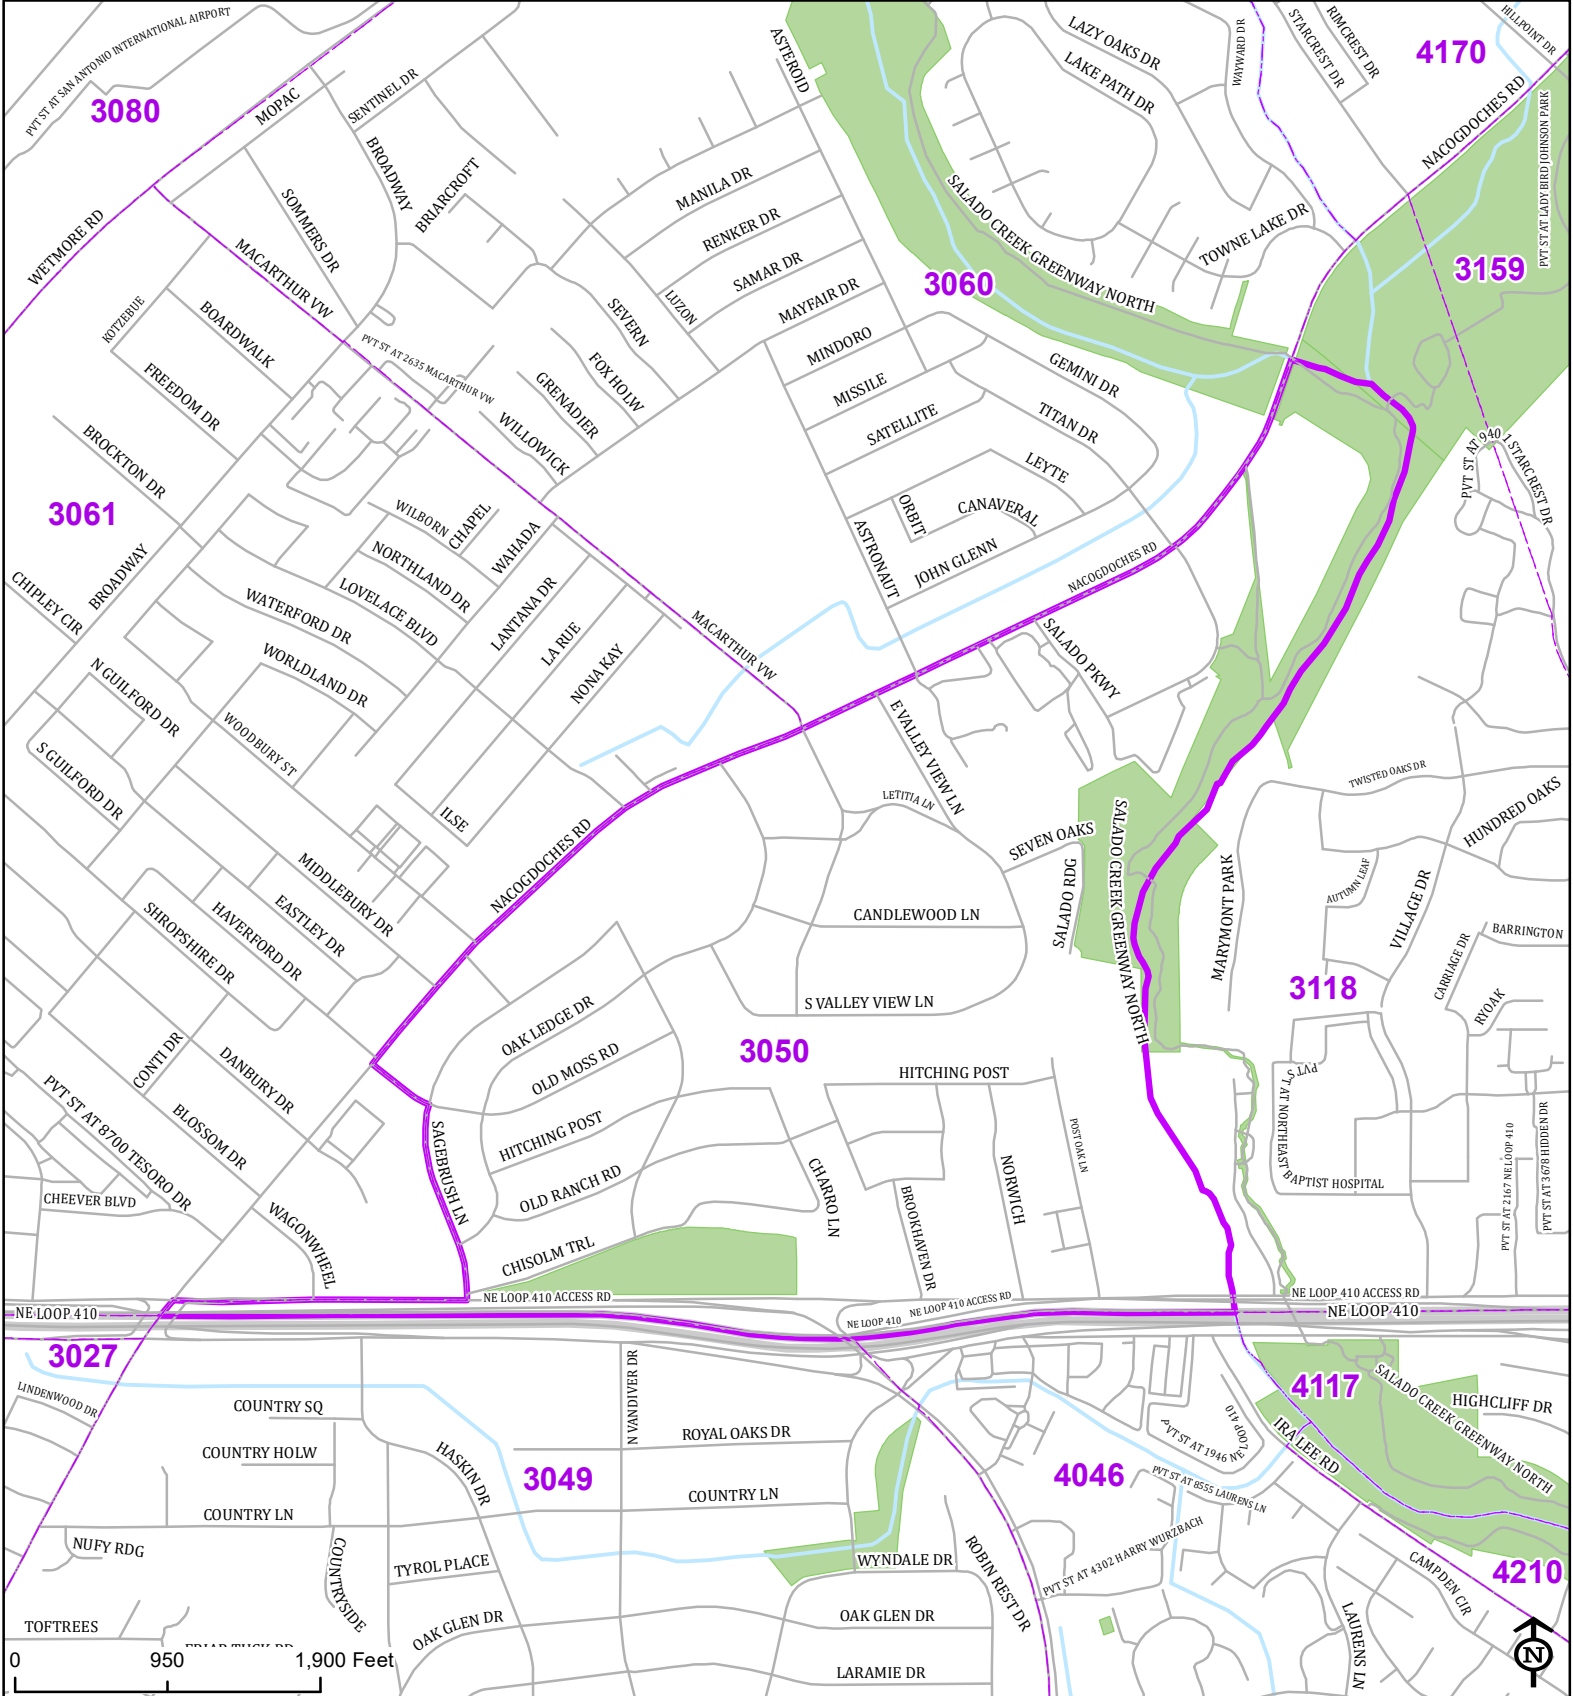 PVT ST AT SAN ANTONIO INTERNATIONAL AIRPORT
3080
MOPAC
SENTINEL DR
BROADWAY
BRIARCROFT
SOMMERS DR
WETMORE RD
MACARTHUR VW
KOTZEBUE
BOARDWALK
FREEDOM DR
PVT ST AT 2635 MACARTHUR VW
ASTEROID
MANILA DR
RENKER DR
SAMAR DR
LUZON
MAYFAIR DR
SEVERN
FOX HOLW
GRENADIER
WILLOWICK
MINDORO
MISSILE
SATELLITE
3060
SALADO CREEK GREENWAY NORTH
LAZY OAKS DR
LAKE PATH DR
WAYWARD DR
STARCREST DR
RIMCREST DR
4170
HILLPOINT DR
NACOGDOCHES RD
PVT ST AT LADY BIRD JOHNSON PARK
TOWNE LAKE DR
3159
GEMINI DR
TITAN DR
LEYTE
CANAVERAL
ORBIT
JOHN GLENN
ASTRONAUT
NACOGDOCHES RD
PVT ST AT 9401 STARCREST DR
BROCKTON DR
3061
BROADWAY
CHIPLEY CIR
WILBORN
CHAPEL
NORTHLAND DR
WAHADA
LOVELACE BLVD
WATERFORD DR
LANTANA DR
LA RUE
NONA KAY
WORLDLAND DR
MACARTHUR VW
N GUILFORD DR
WOODBURY ST
S GUILFORD DR
ILSE
SALADO PKWY
E VALLEY VIEW LN
LETITIA LN
SEVEN OAKS
SALADO RDG
SALADO CREEK GREENWAY NORTH
TWISTED OAKS DR
HUNDRED OAKS
AUTUMN LEAF
VILLAGE DR
MARYMONT PARK
CARRIAGE DR
BARRINGTON
RYOAK
3118
NACOGDOCHES RD
MIDDLEBURY DR
EASTLEY DR
HAVERFORD DR
SHROPSHIRE DR
CANDLEWOOD LN
S VALLEY VIEW LN
OAK LEDGE DR
OLD MOSS RD
3050
HITCHING POST
HITCHING POST
OLD RANCH RD
CONTI DR
DANBURY DR
BLOSSOM DR
PVT ST AT 8700 TESORO DR
CHEEVER BLVD
WAGONWHEEL
SAGEBRUSH LN
CHISOLM TRL
CHARRO LN
BROOKHAVEN DR
NORWICH
POST OAK LN
PVT ST AT NORTHEAST BAPTIST HOSPITAL
PVT ST AT 2167 NE LOOP 410
PVT ST AT 3678 HIDDEN DR
NE LOOP 410
NE LOOP 410 ACCESS RD
NE LOOP 410
NE LOOP 410 ACCESS RD
NE LOOP 410 ACCESS RD
NE LOOP 410
3027
LINDENWOOD DR
COUNTRY SQ
COUNTRY HOLW
COUNTRY LN
NUFY RDG
COUNTRYSIDE
TOFTREES
HASKIN DR
N VANDIVER DR
ROYAL OAKS DR
3049
COUNTRY LN
TYROL PLACE
OAK GLEN DR
WYNDALE DR
OAK GLEN DR
LARAMIE DR
ROBIN REST DR
4046
PVT ST AT 1946 NE LOOP 410
PVT ST AT 8555 LAURENS LN
PVT ST AT 4302 HARRY WURZBACH
IRA LEE RD
4117
SALADO CREEK GREENWAY NORTH
HIGHCLIFF DR
CAMPDEN CIR
LAURENS LN
4210
N
0 950 1,900 Feet